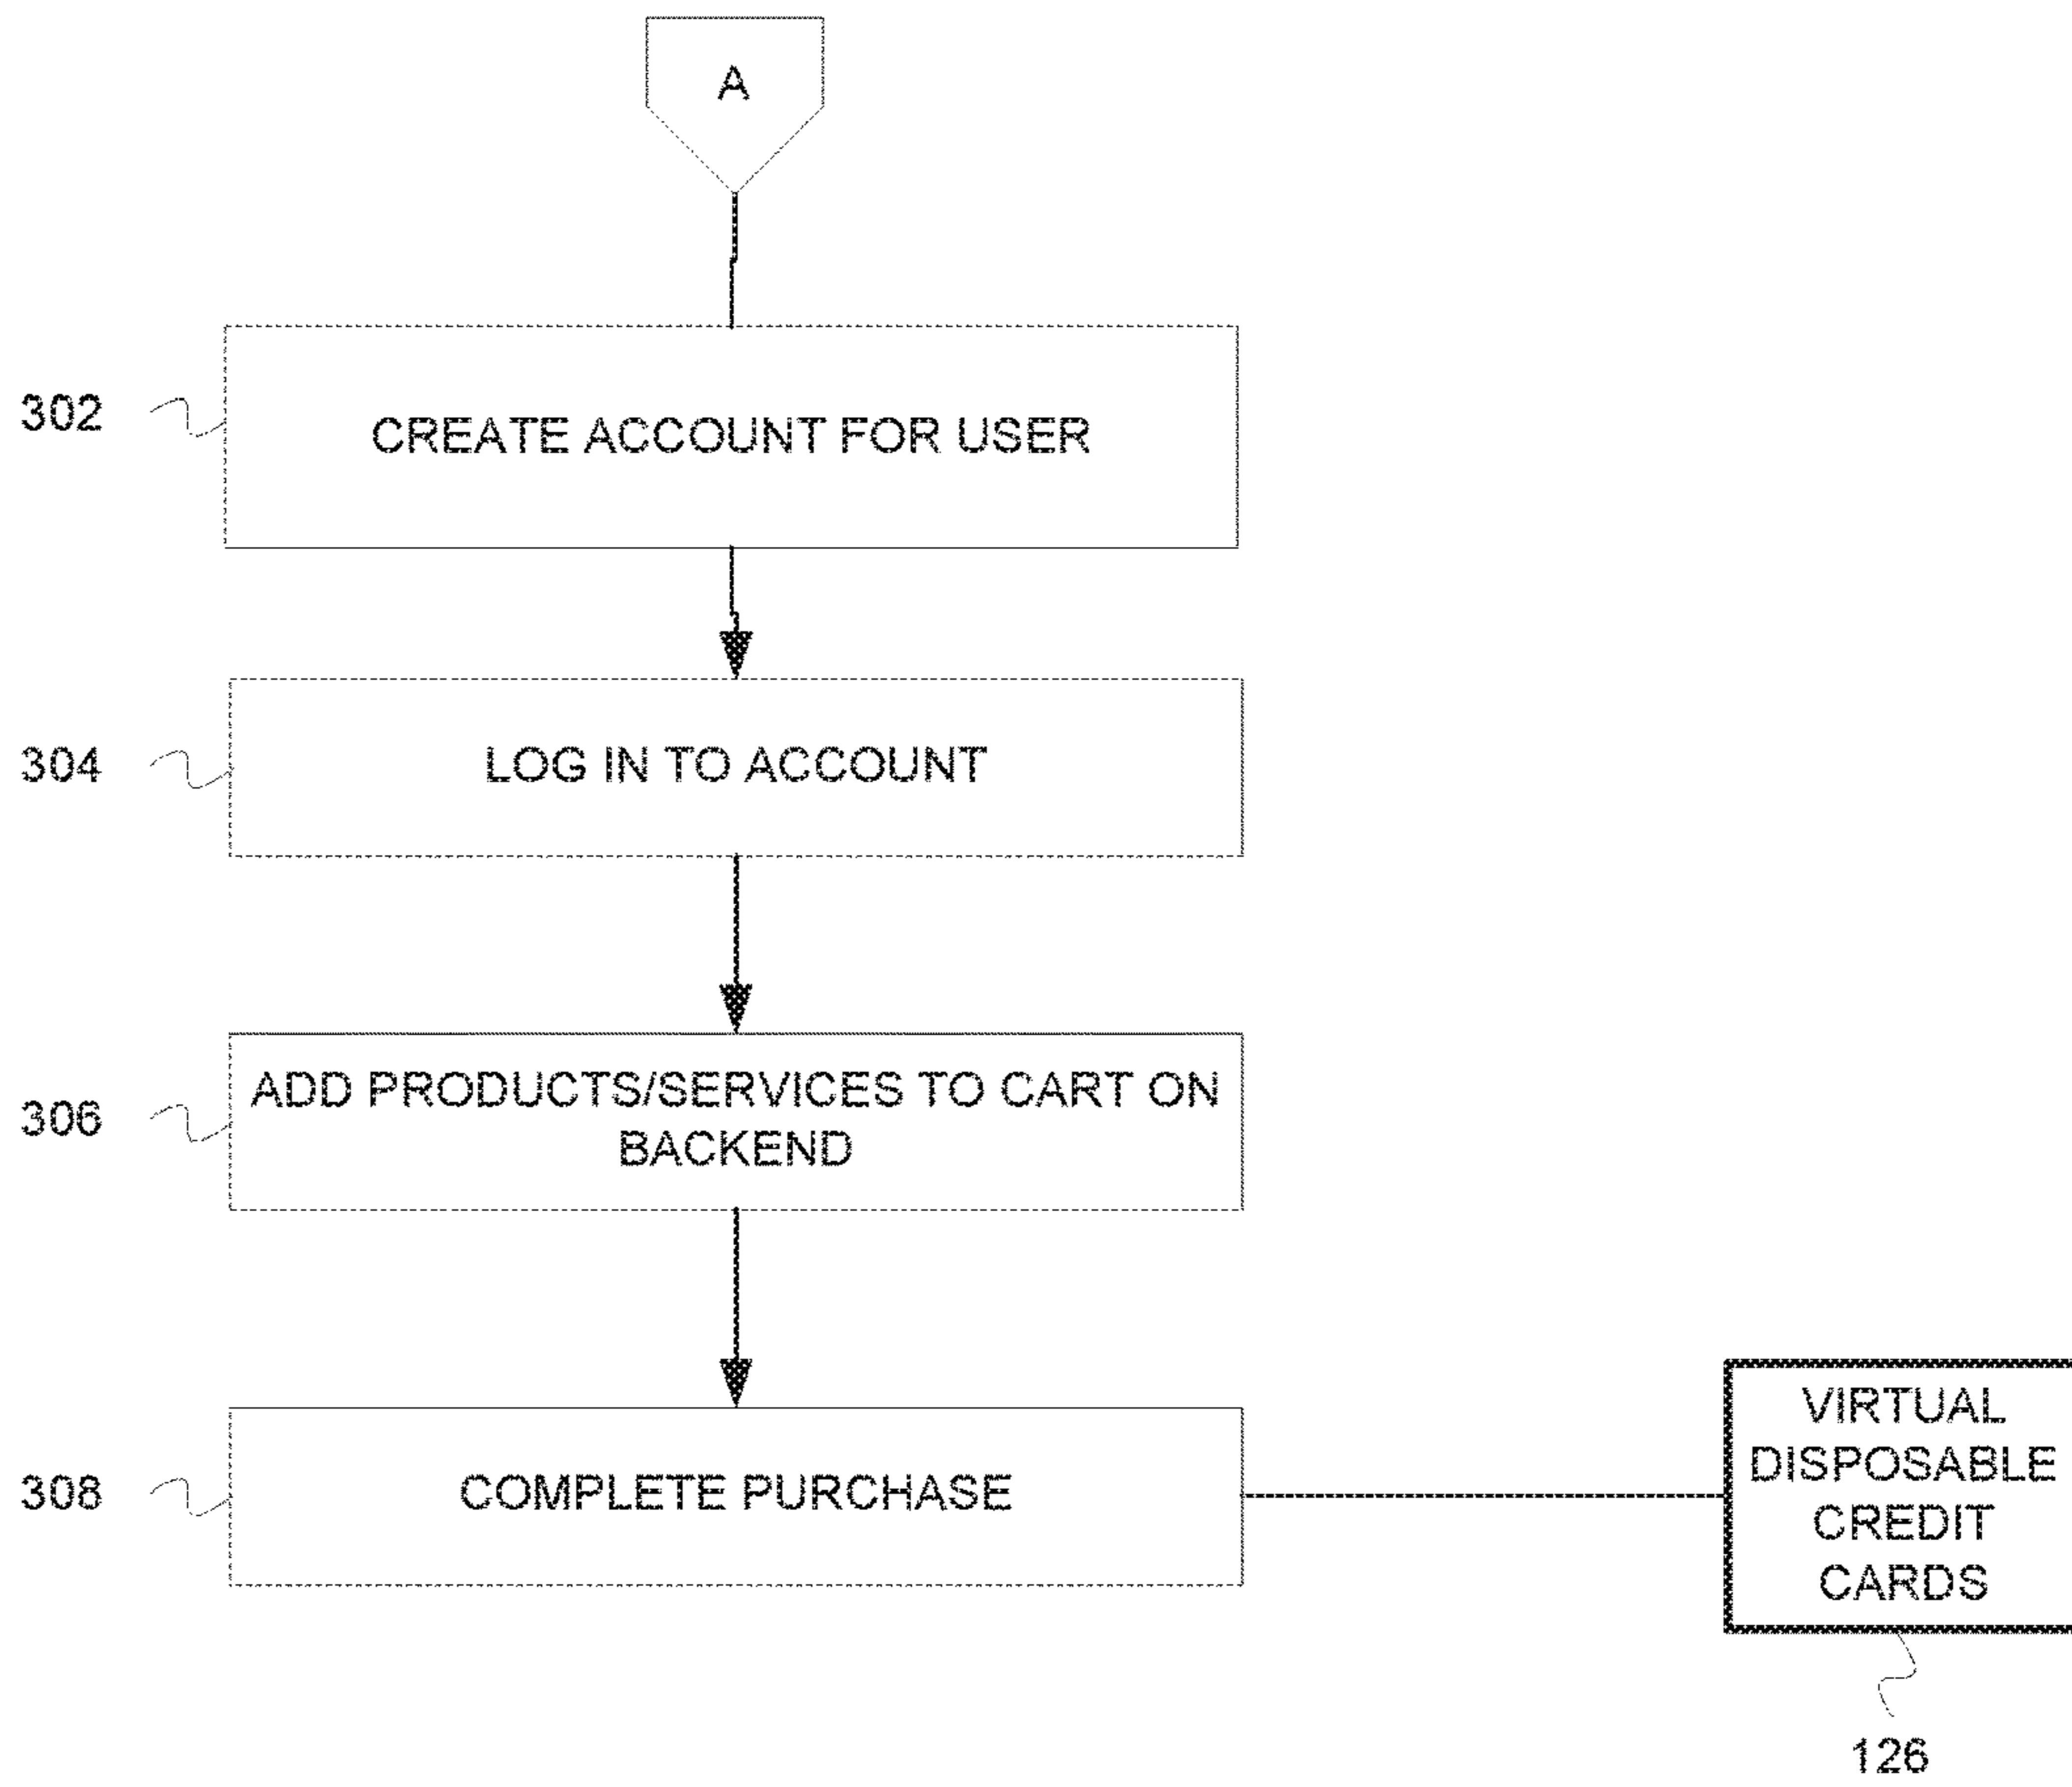 A
302
CREATE ACCOUNT FOR USER
304
LOG IN TO ACCOUNT
306
ADD PRODUCTS/SERVICES TO CART ON
BACKEND
308
COMPLETE PURCHASE
VIRTUAL
DISPOSABLE
CREDIT
CARDS
126